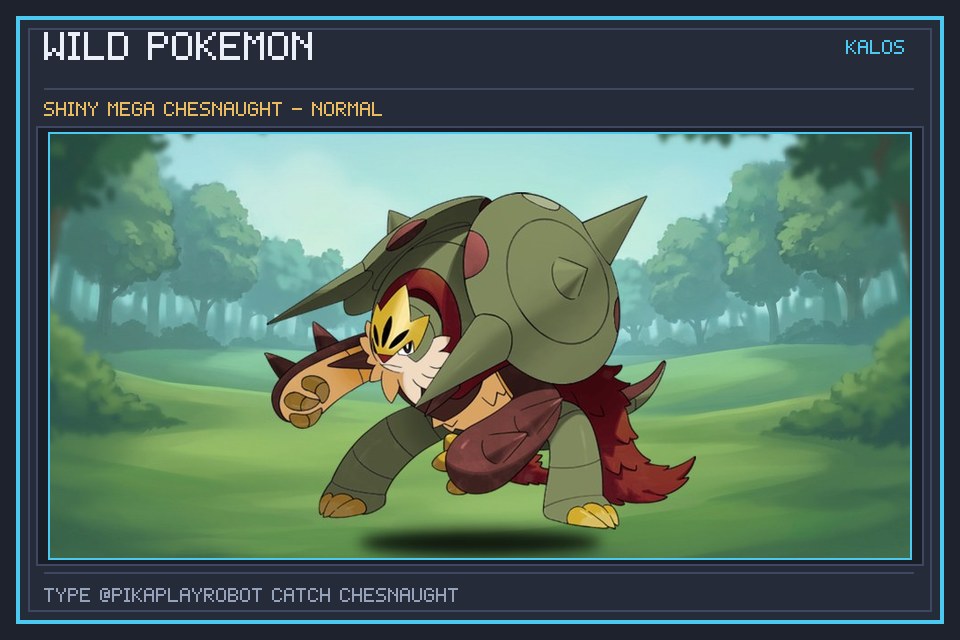 WILD POKEMON
KALOS
SHINY MEGA CHESNAUGHT - NORMAL
TYPE @PIKAPLAYROBOT CATCH CHESNAUGHT